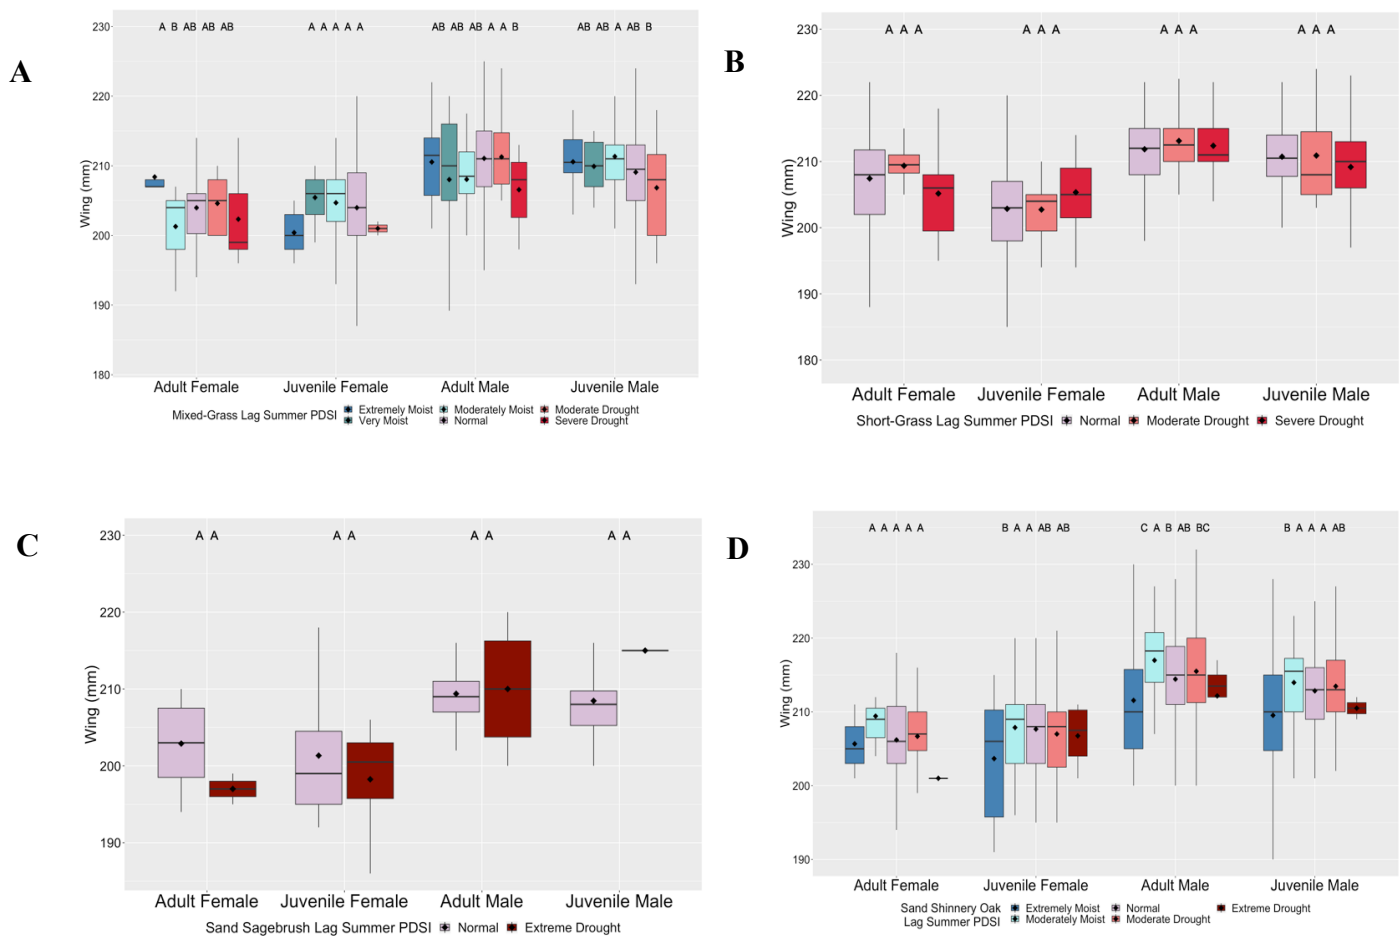 A
230
220
210
200
190
180
Wing (mm)
A B AB AB AB
A A A A A
AB AB AB A A B
AB AB A AB B
Adult Female Juvenile Female Adult Male Juvenile Male
Mixed-Grass Lag Summer PDSI Extremely Moist Moderately Moist Moderate Drought
Very Moist Normal Severe Drought
B
230
220
210
200
190
180
Wing (mm)
A A A
A A A
A A A
A A A
Adult Female Juvenile Female Adult Male Juvenile Male
Short-Grass Lag Summer PDSI Normal Moderate Drought Severe Drought
C
230
220
210
200
190
Wing (mm)
A A
A A
A A
A A
Adult Female Juvenile Female Adult Male Juvenile Male
Sand Sagebrush Lag Summer PDSI Normal Extreme Drought
D
230
220
210
200
190
Wing (mm)
A A A A A
B A A AB AB
C A B AB BC
B A A A AB
Adult Female Juvenile Female Adult Male Juvenile Male
Sand Shinnery Oak Extremely Moist Normal Extreme Drought
Lag Summer PDSI Moderately Moist Moderate Drought